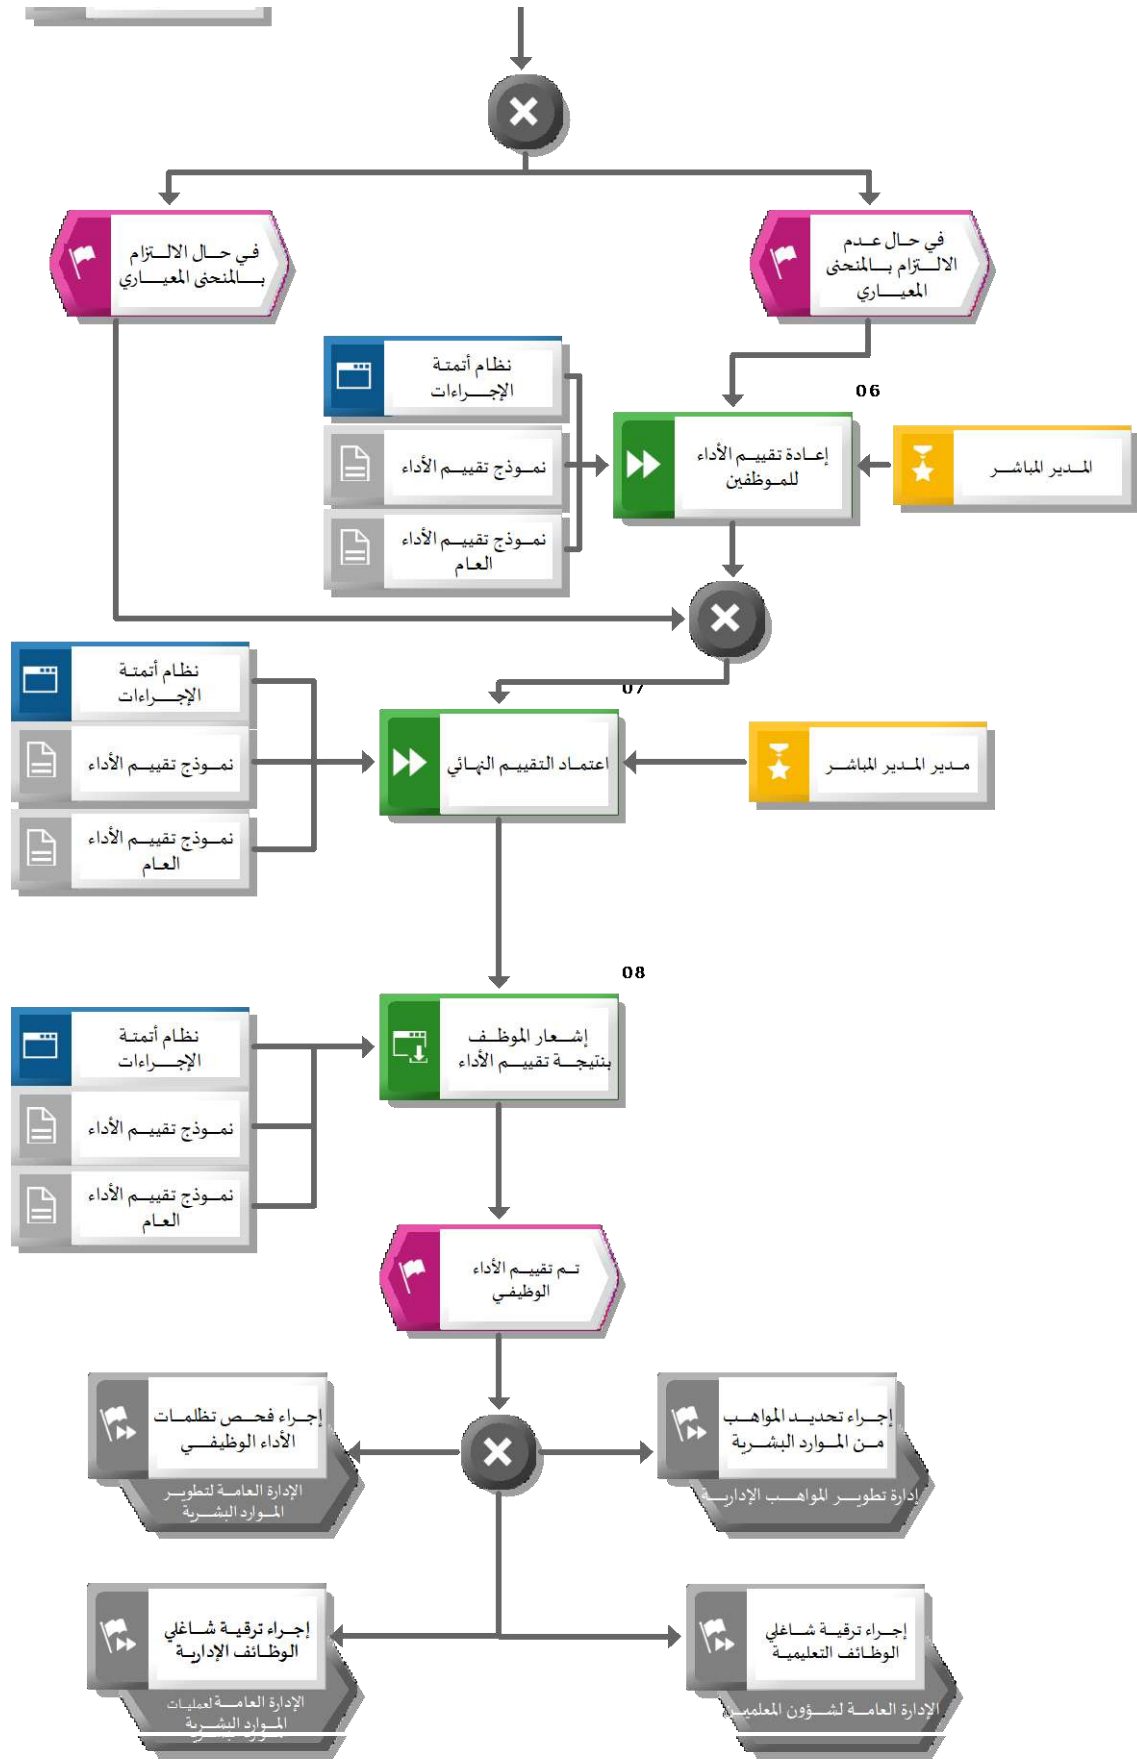 في حال عدم
الالتزام بالمنحنى
المعياري
في حال الالتزام
بالمنحنى المعياري
06
نظام أتمتة
الإجراءات
نموذج تقييم الأداء
نموذج تقييم الأداء
العام
إعادة تقييم الأداء
للموظفين
المدير المباشر
07
نظام أتمتة
الإجراءات
نموذج تقييم الأداء
نموذج تقييم الأداء
العام
اعتماد التقييم النهائي
مدير المدير المباشر
08
نظام أتمتة
الإجراءات
نموذج تقييم الأداء
نموذج تقييم الأداء
العام
إشعار الموظف
بنتيجة تقييم الأداء
تم تقييم الأداء
الوظيفي
إجراء تحديد المواهب
من الموارد البشرية
إدارة تطوير المواهب الإدارية
إجراء فحص تظلمات
الأداء الوظيفي
الإدارة العامة لتطوير
الموارد البشرية
إجراء ترقية شاغلي
الوظائف التعليمية
الإدارة العامة لشؤون المعلمين
إجراء ترقية شاغلي
الوظائف الإدارية
الإدارة العامة لعمليات
الموارد البشرية